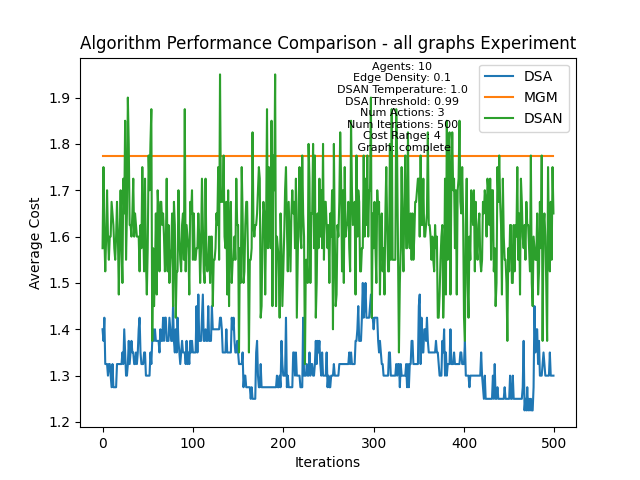 Algorithm Performance Comparison - all graphs Experiment
Agents: 10
Edge Density: 0.1
DSAN Temperature: 1.0
DSA Threshold: 0.99
Num Actions: 3
Num Iterations: 500
Cost Range: 4
Graph: complete
DSA
MGM
DSAN
Average Cost
1.9
1.8
1.7
1.6
1.5
1.4
1.3
1.2
0
100
200
300
400
500
Iterations